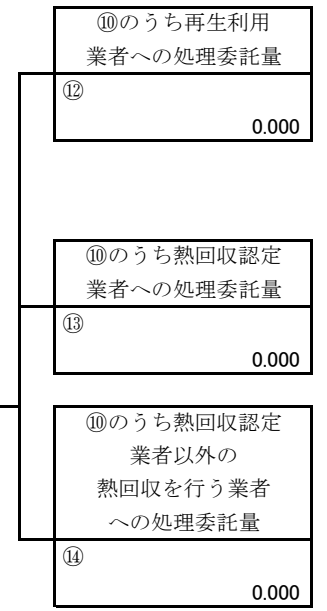 ⑩のうち再生利用
業者への処理委託量
⑫
0.000
⑩のうち熱回収認定
業者への処理委託量
⑬
0.000
⑩のうち熱回収認定
業者以外の
熱回収を行う業者
への処理委託量
⑭
0.000